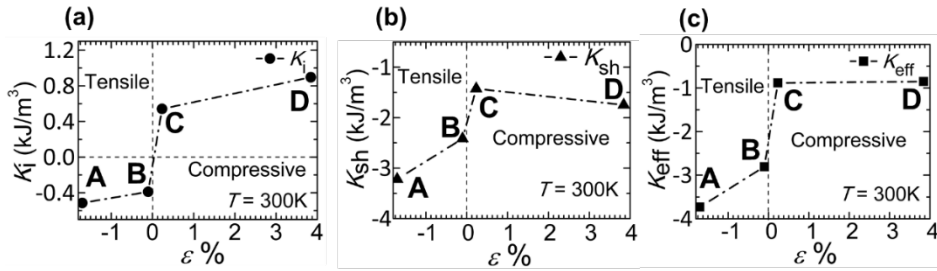 (a)
(b)
(c)
1.2
0.8
0.4
0.0
-0.4
Kᵢ (kJ/m³)
Tensile
Kᵢ
A
B
C
D
Compressive
T = 300K
-1 0 1 2 3 4
ε %
-1
-2
-3
-4
Kₛₕ (kJ/m³)
Tensile
Kₛₕ
A
B
C
D
Compressive
T = 300K
-1 0 1 2 3 4
ε %
0
-1
-2
-3
-4
K_eff (kJ/m³)
Tensile
K_eff
A
B
C
D
Compressive
T = 300K
-1 0 1 2 3 4
ε %